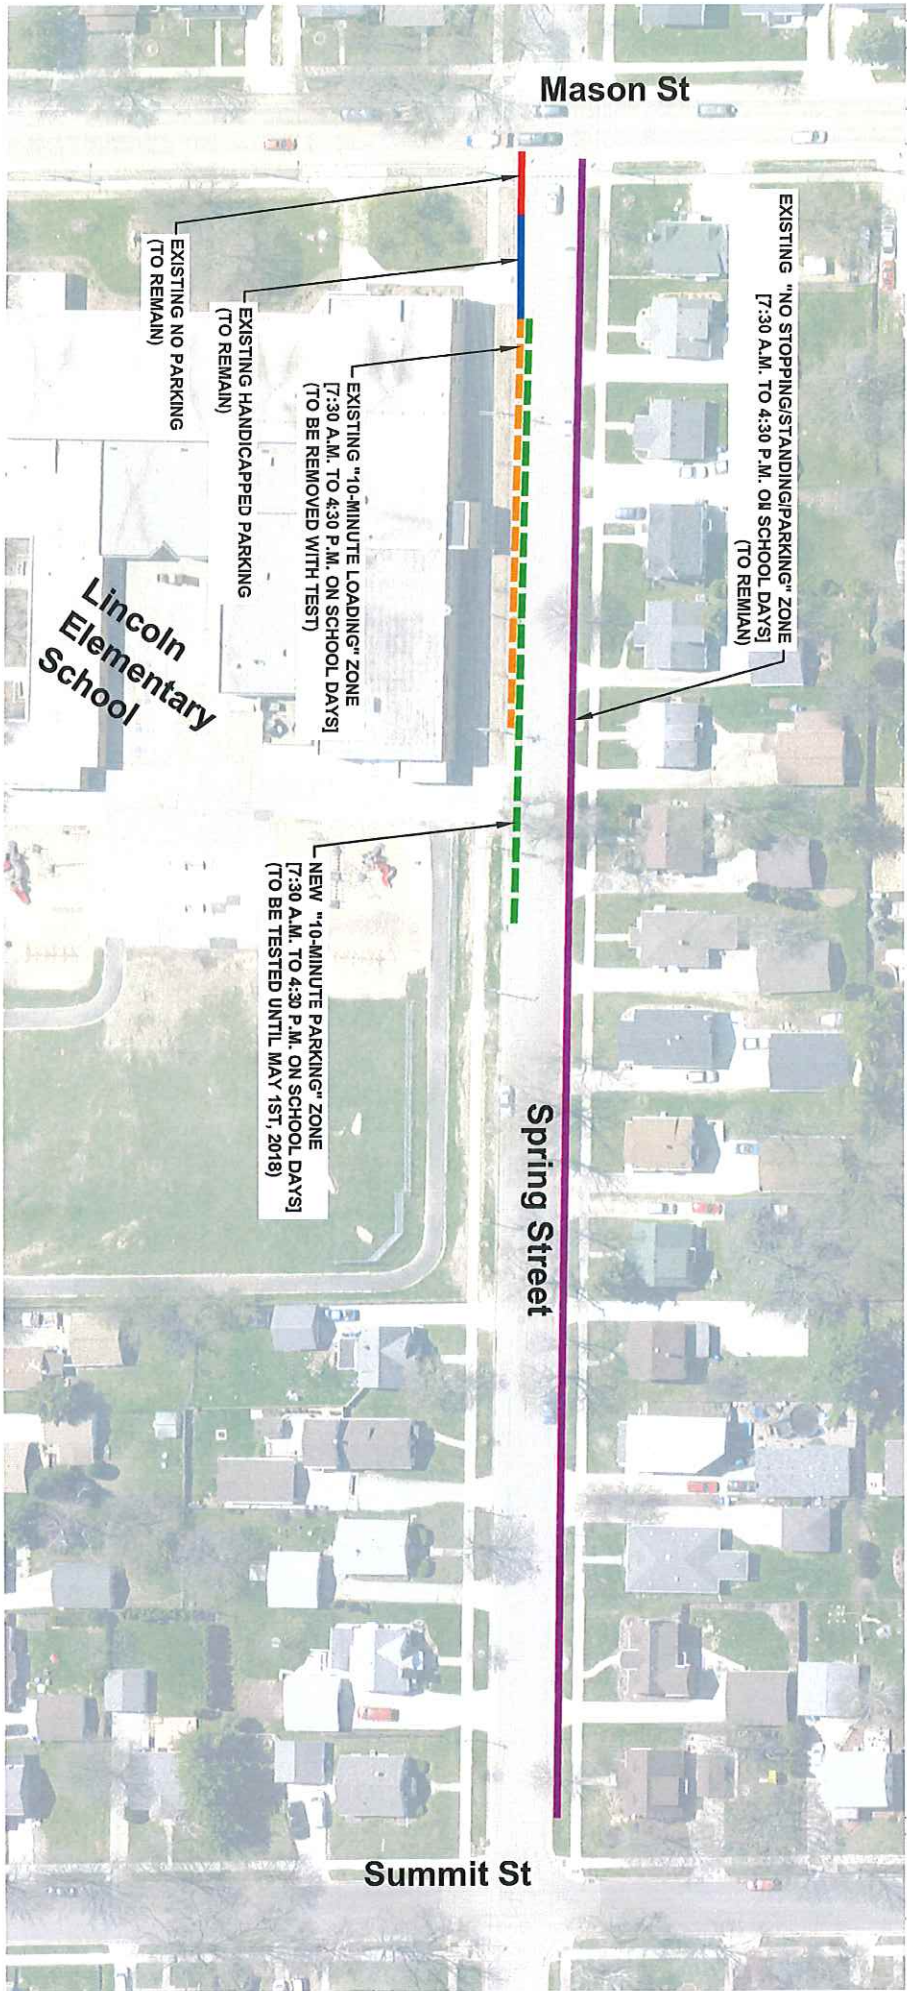 Mason St
EXISTING "NO STOPPING/STANDING/PARKING" ZONE
[7:30 A.M. TO 4:30 P.M. ON SCHOOL DAYS]
(TO REMIAN)
EXISTING NO PARKING
(TO REMAIN)
EXISTING HANDICAPPED PARKING
(TO REMAIN)
EXISTING "10-MINUTE LOADING" ZONE
[7:30 A.M. TO 4:30 P.M. ON SCHOOL DAYS]
(TO BE REMOVED WITH TEST)
Lincoln
Elementary
School
NEW "10-MINUTE PARKING" ZONE
[7:30 A.M. TO 4:30 P.M. ON SCHOOL DAYS]
(TO BE TESTED UNTIL MAY 1ST, 2018)
Spring Street
Summit St